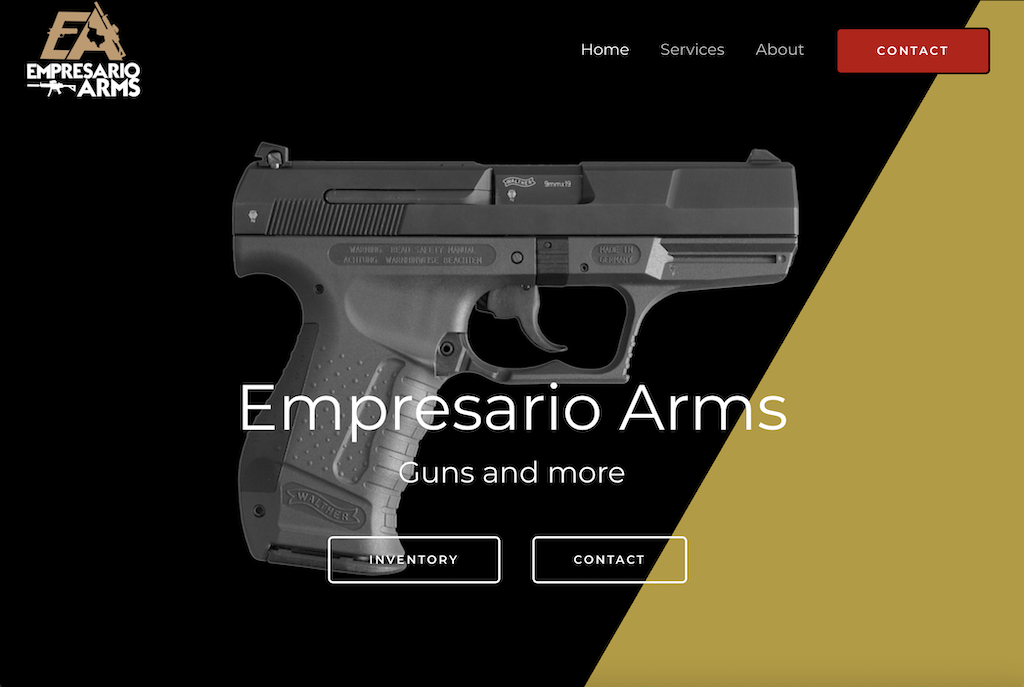 EA
EMPRESARIO
ARMS
Home
Services
About
CONTACT
WALTHER
9mmx19
WARNING READ SAFETY MANUAL
ACHTUNG WARNHINWEISE BEACHTEN
MADE IN
GERMANY
Empresario Arms
Guns and more
WALTHER
INVENTORY
CONTACT